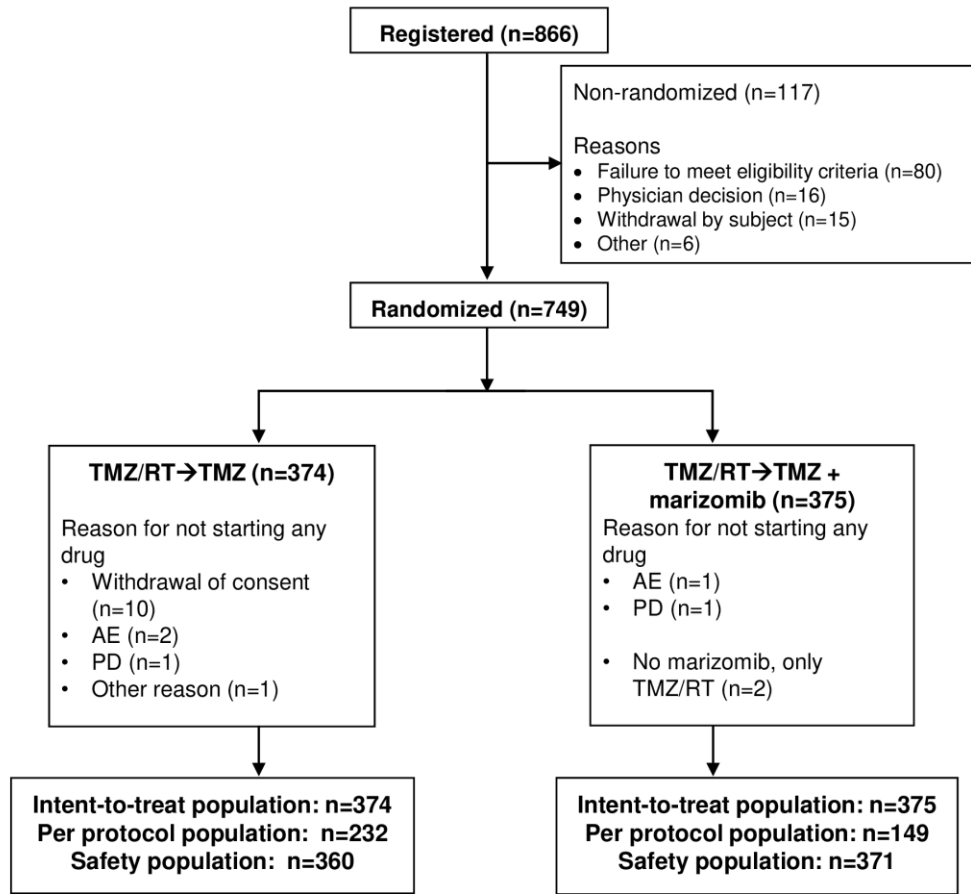 Registered (n=866)
Non-randomized (n=117)
Reasons
• Failure to meet eligibility criteria (n=80)
• Physician decision (n=16)
• Withdrawal by subject (n=15)
• Other (n=6)
Randomized (n=749)
TMZ/RT→TMZ (n=374)
Reason for not starting any
drug
• Withdrawal of consent
(n=10)
• AE (n=2)
• PD (n=1)
• Other reason (n=1)
TMZ/RT→TMZ +
marizomib (n=375)
Reason for not starting any
drug
• AE (n=1)
• PD (n=1)
• No marizomib, only
TMZ/RT (n=2)
Intent-to-treat population: n=374
Per protocol population: n=232
Safety population: n=360
Intent-to-treat population: n=375
Per protocol population: n=149
Safety population: n=371